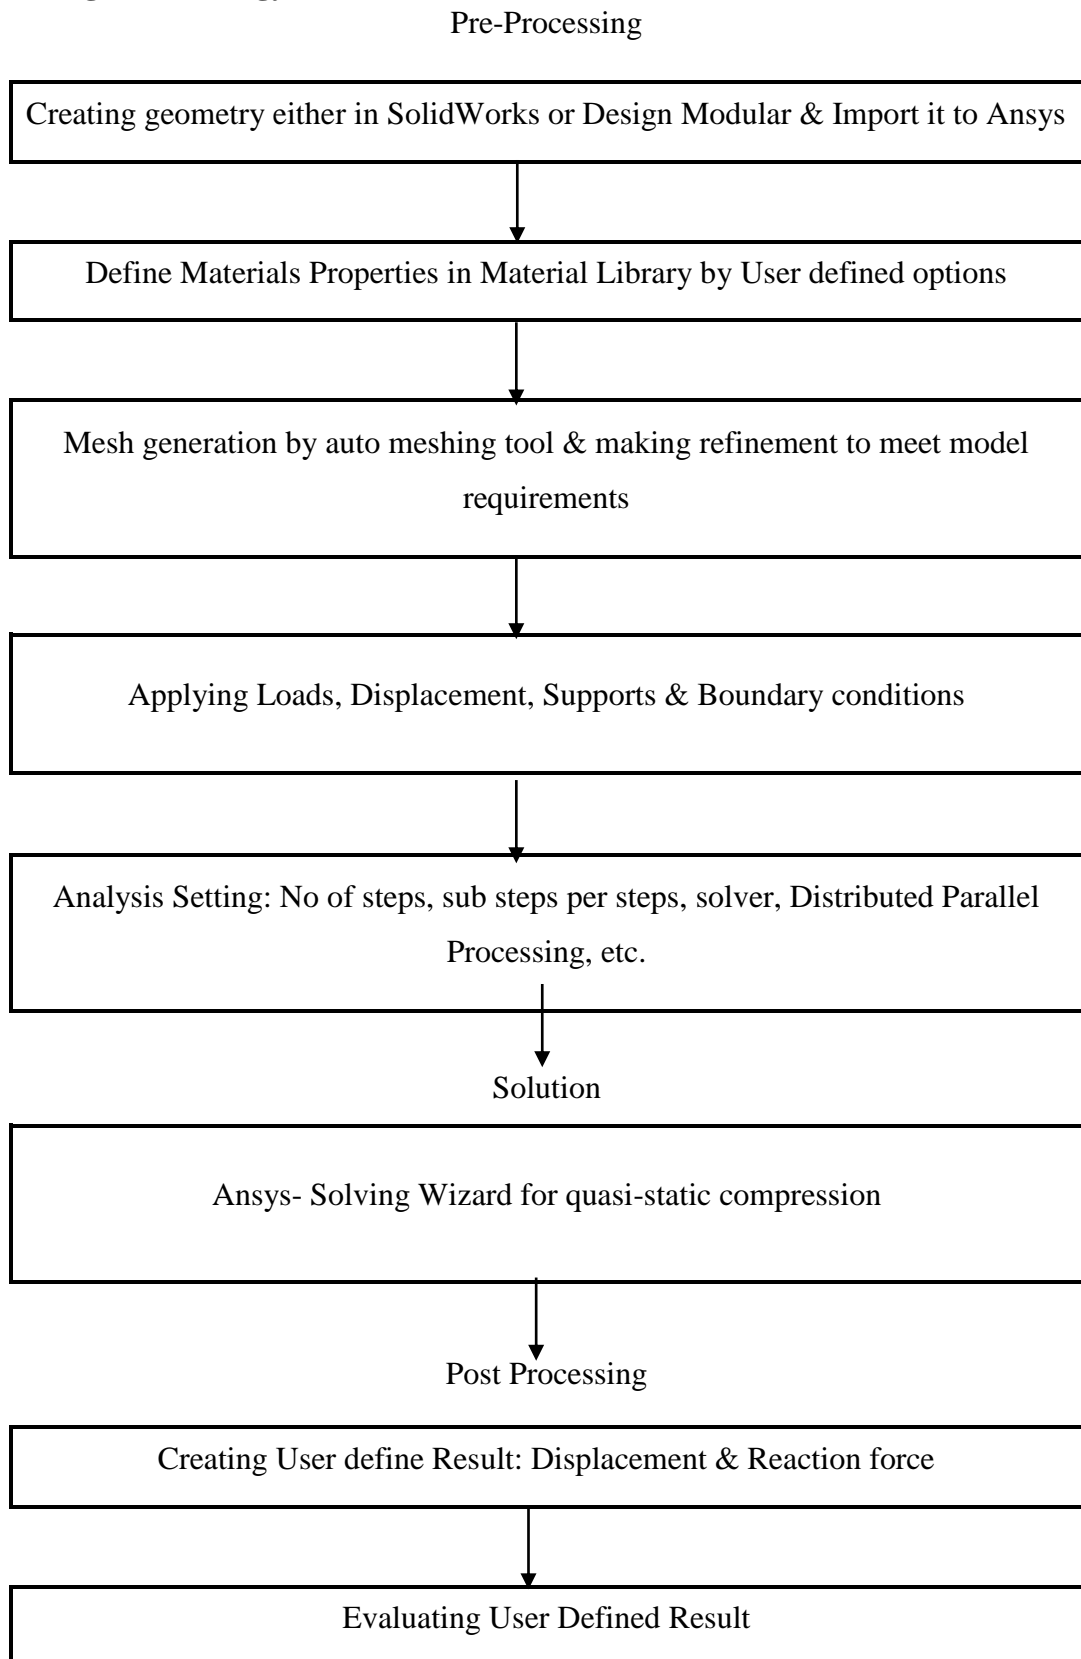 Pre-Processing
Creating geometry either in SolidWorks or Design Modular & Import it to Ansys
Define Materials Properties in Material Library by User defined options
Mesh generation by auto meshing tool & making refinement to meet model
requirements
Applying Loads, Displacement, Supports & Boundary conditions
Analysis Setting: No of steps, sub steps per steps, solver, Distributed Parallel
Processing, etc.
Solution
Ansys- Solving Wizard for quasi-static compression
Post Processing
Creating User define Result: Displacement & Reaction force
Evaluating User Defined Result